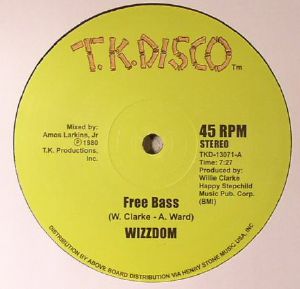 T.K.DISCO TM
Mixed by:
Amos Larkins, Jr
Ⓟ 1980
T.K. Productions,
Inc.
45 RPM
STEREO
TKD-13071-A
Time: 7:27
Produced by:
Willie Clarke
Happy Stepchild
Music Pub. Corp.
(BMI)
Free Bass
(W. Clarke - A. Ward)
WIZZDOM
DISTRIBUTION BY ABOVE BOARD DISTRIBUTION VIA HENRY STONE MUSIC USA, INC